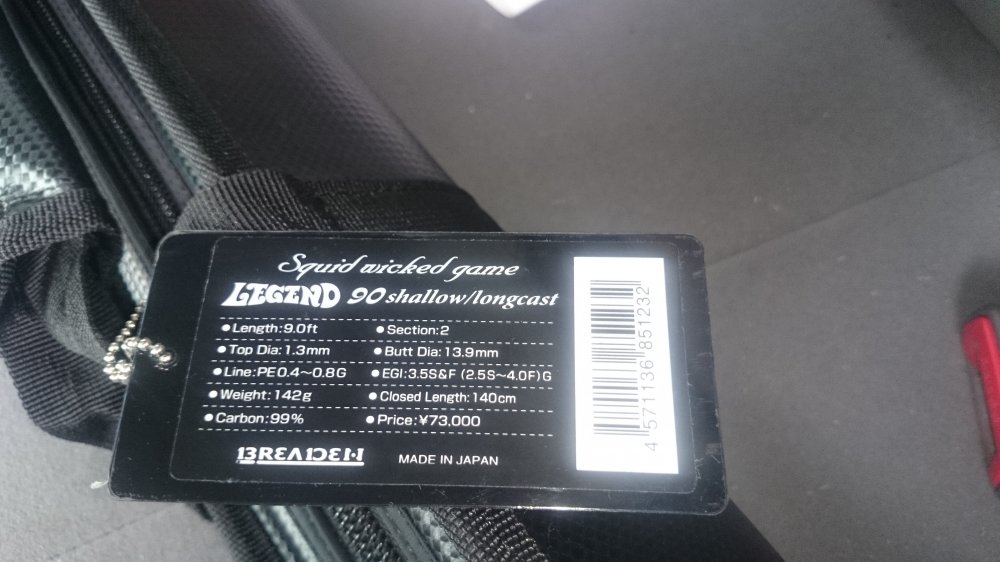 Squid wicked game
LEGEND 90 shallow/longcast
●Length:9.0ft ●Section:2
●Top Dia:1.3mm ●Butt Dia:13.9mm
●Line:PE0.4～0.8G ●EGI:3.5S&F (2.5S～4.0F)G
●Weight:142g ●Closed Length:140cm
●Carbon:99% ●Price:¥73,000
BREADEN MADE IN JAPAN
4 571136 851232